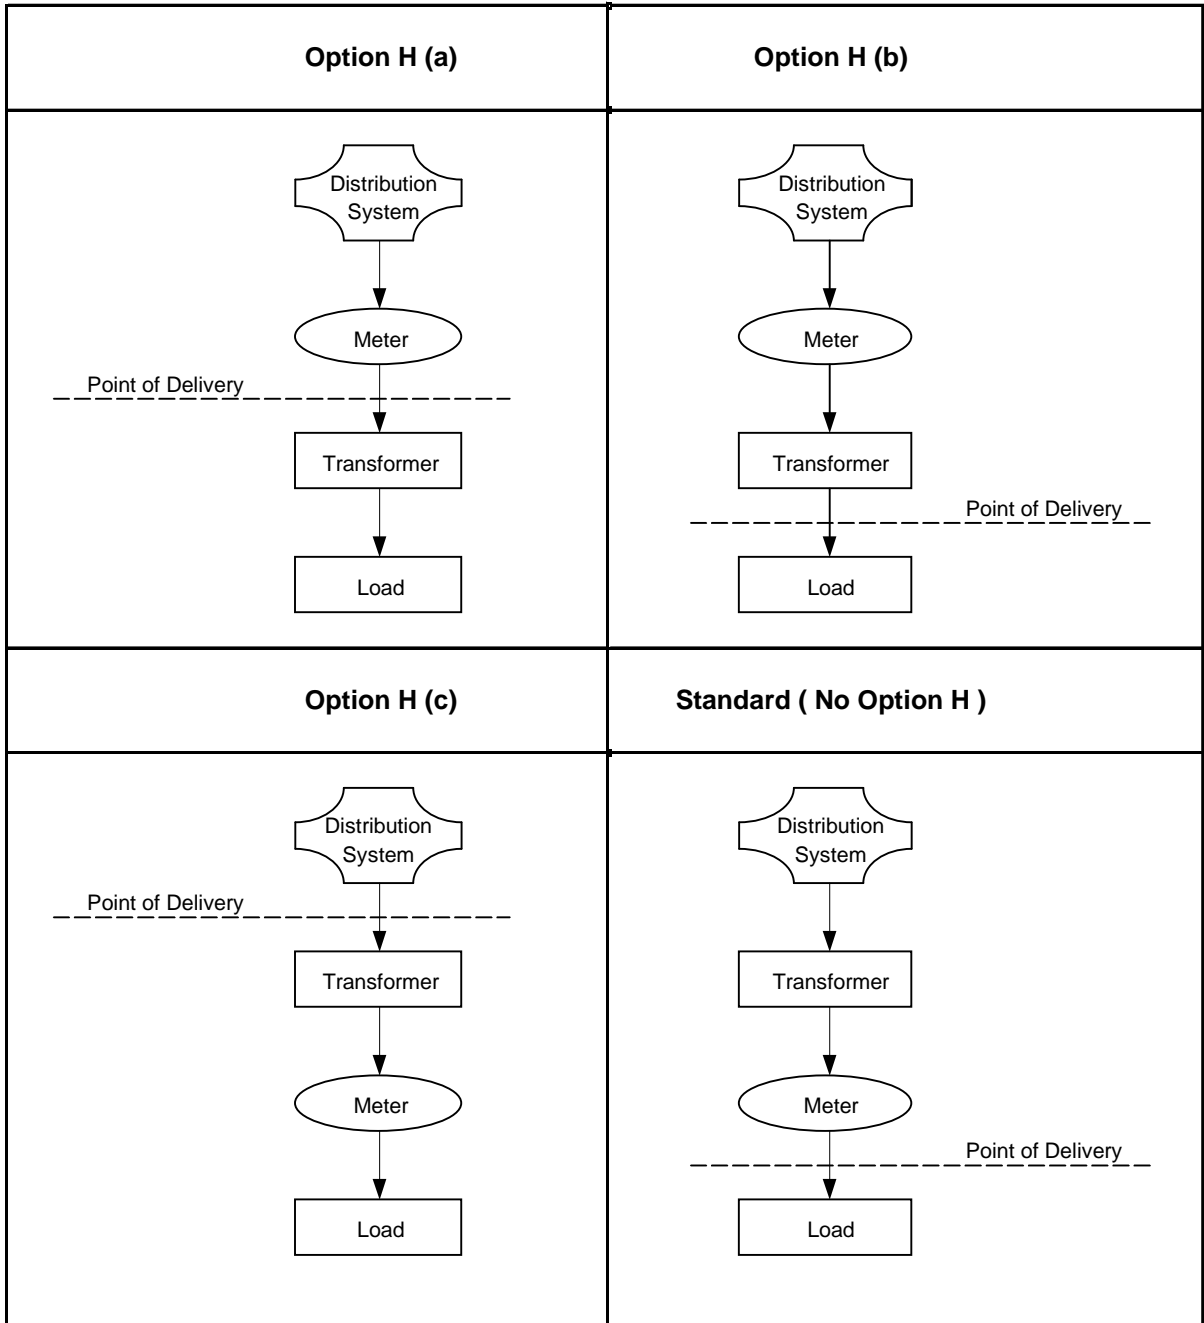 Option H (a)
Option H (b)
Distribution
System
Meter
Point of Delivery
Transformer
Load
Distribution
System
Meter
Transformer
Point of Delivery
Load
Option H (c)
Standard ( No Option H )
Distribution
System
Point of Delivery
Transformer
Meter
Load
Distribution
System
Transformer
Meter
Point of Delivery
Load